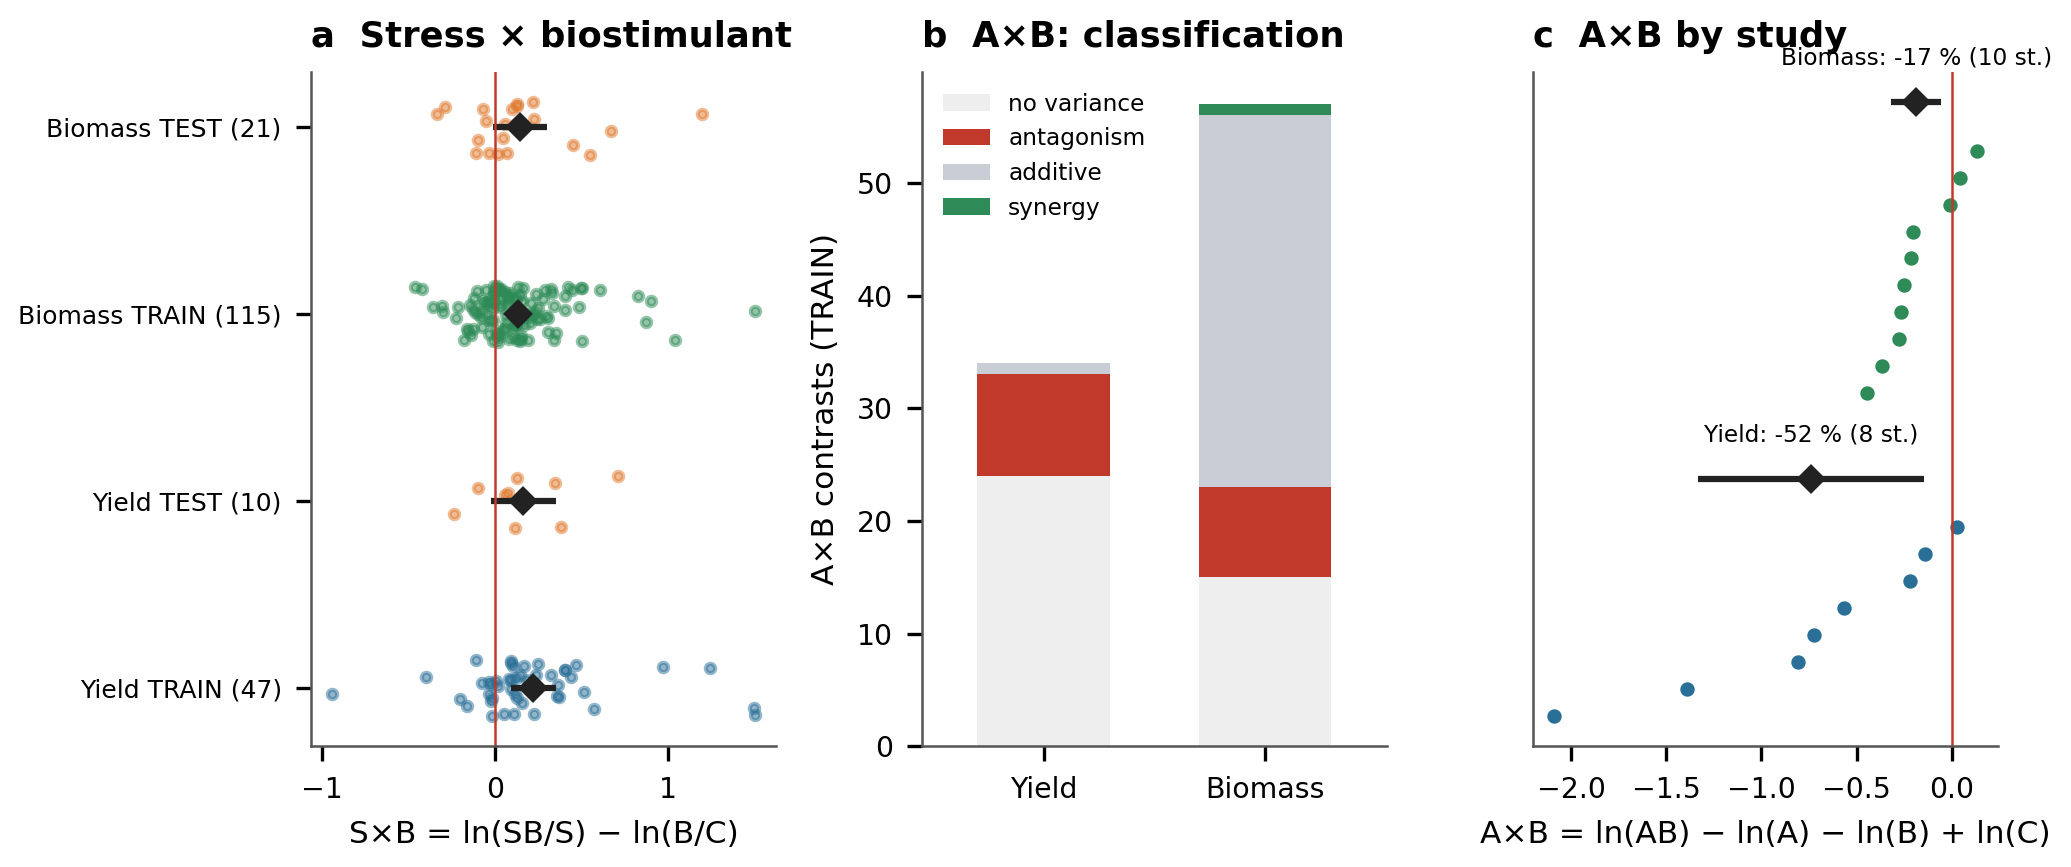 a Stress × biostimulant
Biomass TEST (21)
Biomass TRAIN (115)
Yield TEST (10)
Yield TRAIN (47)
−1 0 1
S×B = ln(SB/S) − ln(B/C)
b A×B: classification
no variance
antagonism
additive
synergy
A×B contrasts (TRAIN)
50
40
30
20
10
0
Yield Biomass
c A×B by study
Biomass: -17 % (10 st.)
Yield: -52 % (8 st.)
−2.0 −1.5 −1.0 −0.5 0.0
A×B = ln(AB) − ln(A) − ln(B) + ln(C)